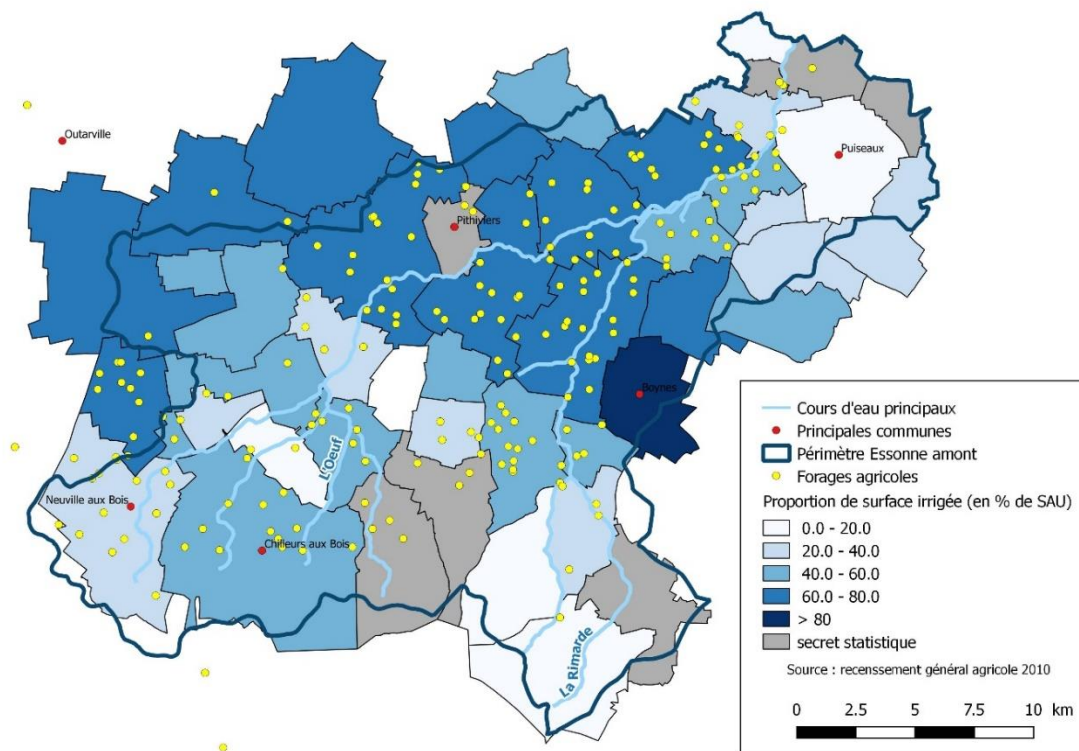 Outarville
Puiseaux
Pithiviers
Boynes
L'Oeuf
Neuville aux Bois
Chilleurs aux Bois
La Rimarde
Cours d'eau principaux
Principales communes
Périmètre Essonne amont
Forages agricoles
Proportion de surface irrigée (en % de SAU)
0.0 - 20.0
20.0 - 40.0
40.0 - 60.0
60.0 - 80.0
> 80
secret statistique
Source : recenssement général agricole 2010
0 2.5 5 7.5 10 km